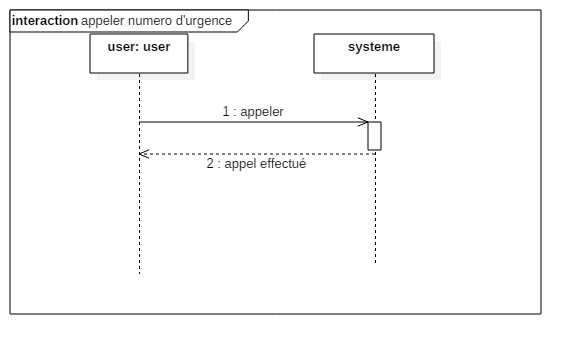 interaction appeler numero d'urgence
user: user
systeme
1 : appeler
2 : appel effectué